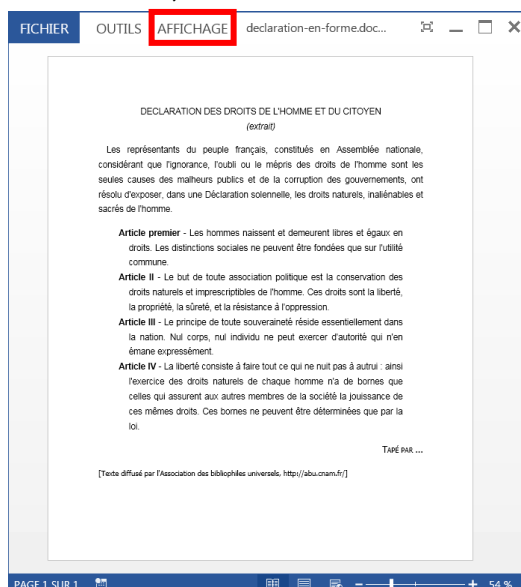 FICHIER OUTILS AFFICHAGE declaration-en-forme.doc...
DECLARATION DES DROITS DE L'HOMME ET DU CITOYEN
(extrait)
Les représentants du peuple français, constitués en Assemblée nationale,
considérant que l'ignorance, l'oubli ou le mépris des droits de l'homme sont les
seules causes des malheurs publics et de la corruption des gouvernements, ont
résolu d'exposer, dans une Déclaration solennelle, les droits naturels, inaliénables et
sacrés de l'homme.
Article premier - Les hommes naissent et demeurent libres et égaux en
droits. Les distinctions sociales ne peuvent être fondées que sur l'utilité
commune.
Article II - Le but de toute association politique est la conservation des
droits naturels et imprescriptibles de l'homme. Ces droits sont la liberté,
la propriété, la sûreté, et la résistance à l'oppression.
Article III - Le principe de toute souveraineté réside essentiellement dans
la nation. Nul corps, nul individu ne peut exercer d'autorité qui n'en
émane expressément.
Article IV - La liberté consiste à faire tout ce qui ne nuit pas à autrui : ainsi
l'exercice des droits naturels de chaque homme n'a de bornes que
celles qui assurent aux autres membres de la société la jouissance de
ces mêmes droits. Ces bornes ne peuvent être déterminées que par la
loi.
TAPÉ PAR ...
[Texte diffusé par l'Association des bibliophiles universels, http://abu.cnam.fr/]
PAGE 1 SUR 1 54 %